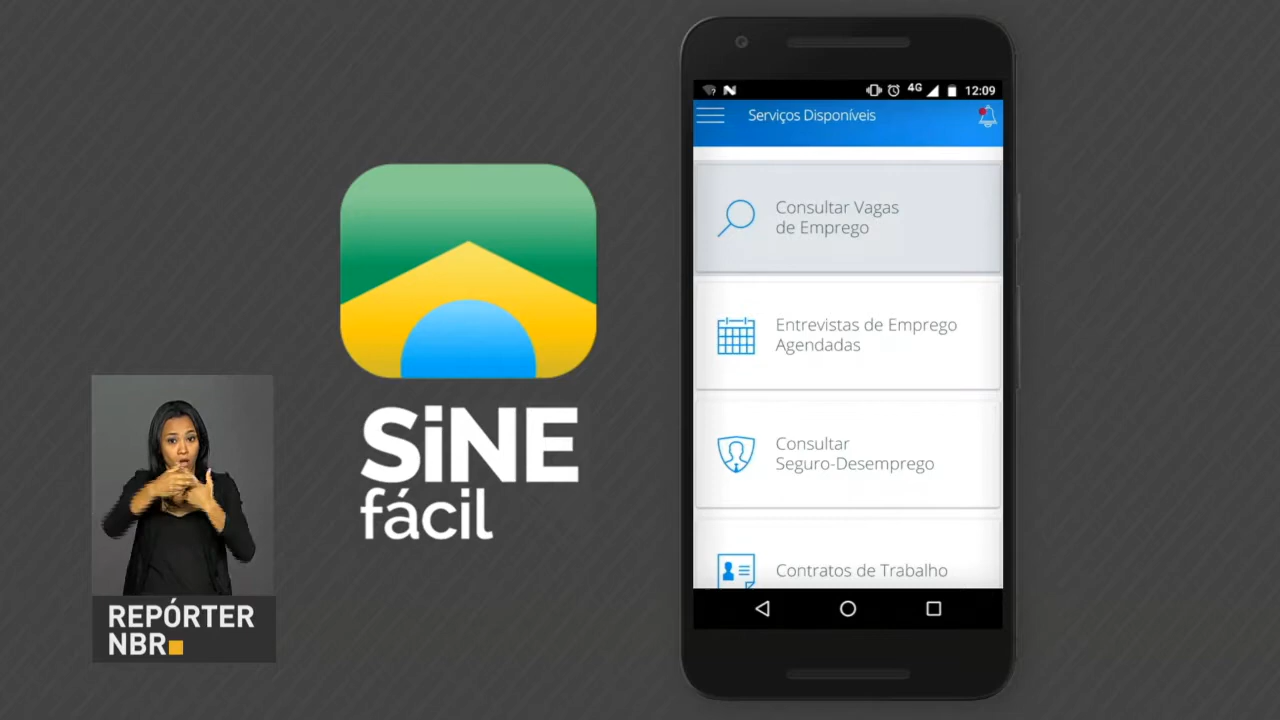 12:09
4G
Serviços Disponíveis
Consultar Vagas
de Emprego
Entrevistas de Emprego
Agendadas
Consultar
Seguro-Desemprego
Contratos de Trabalho
SiNE
fácil
REPÓRTER
NBR